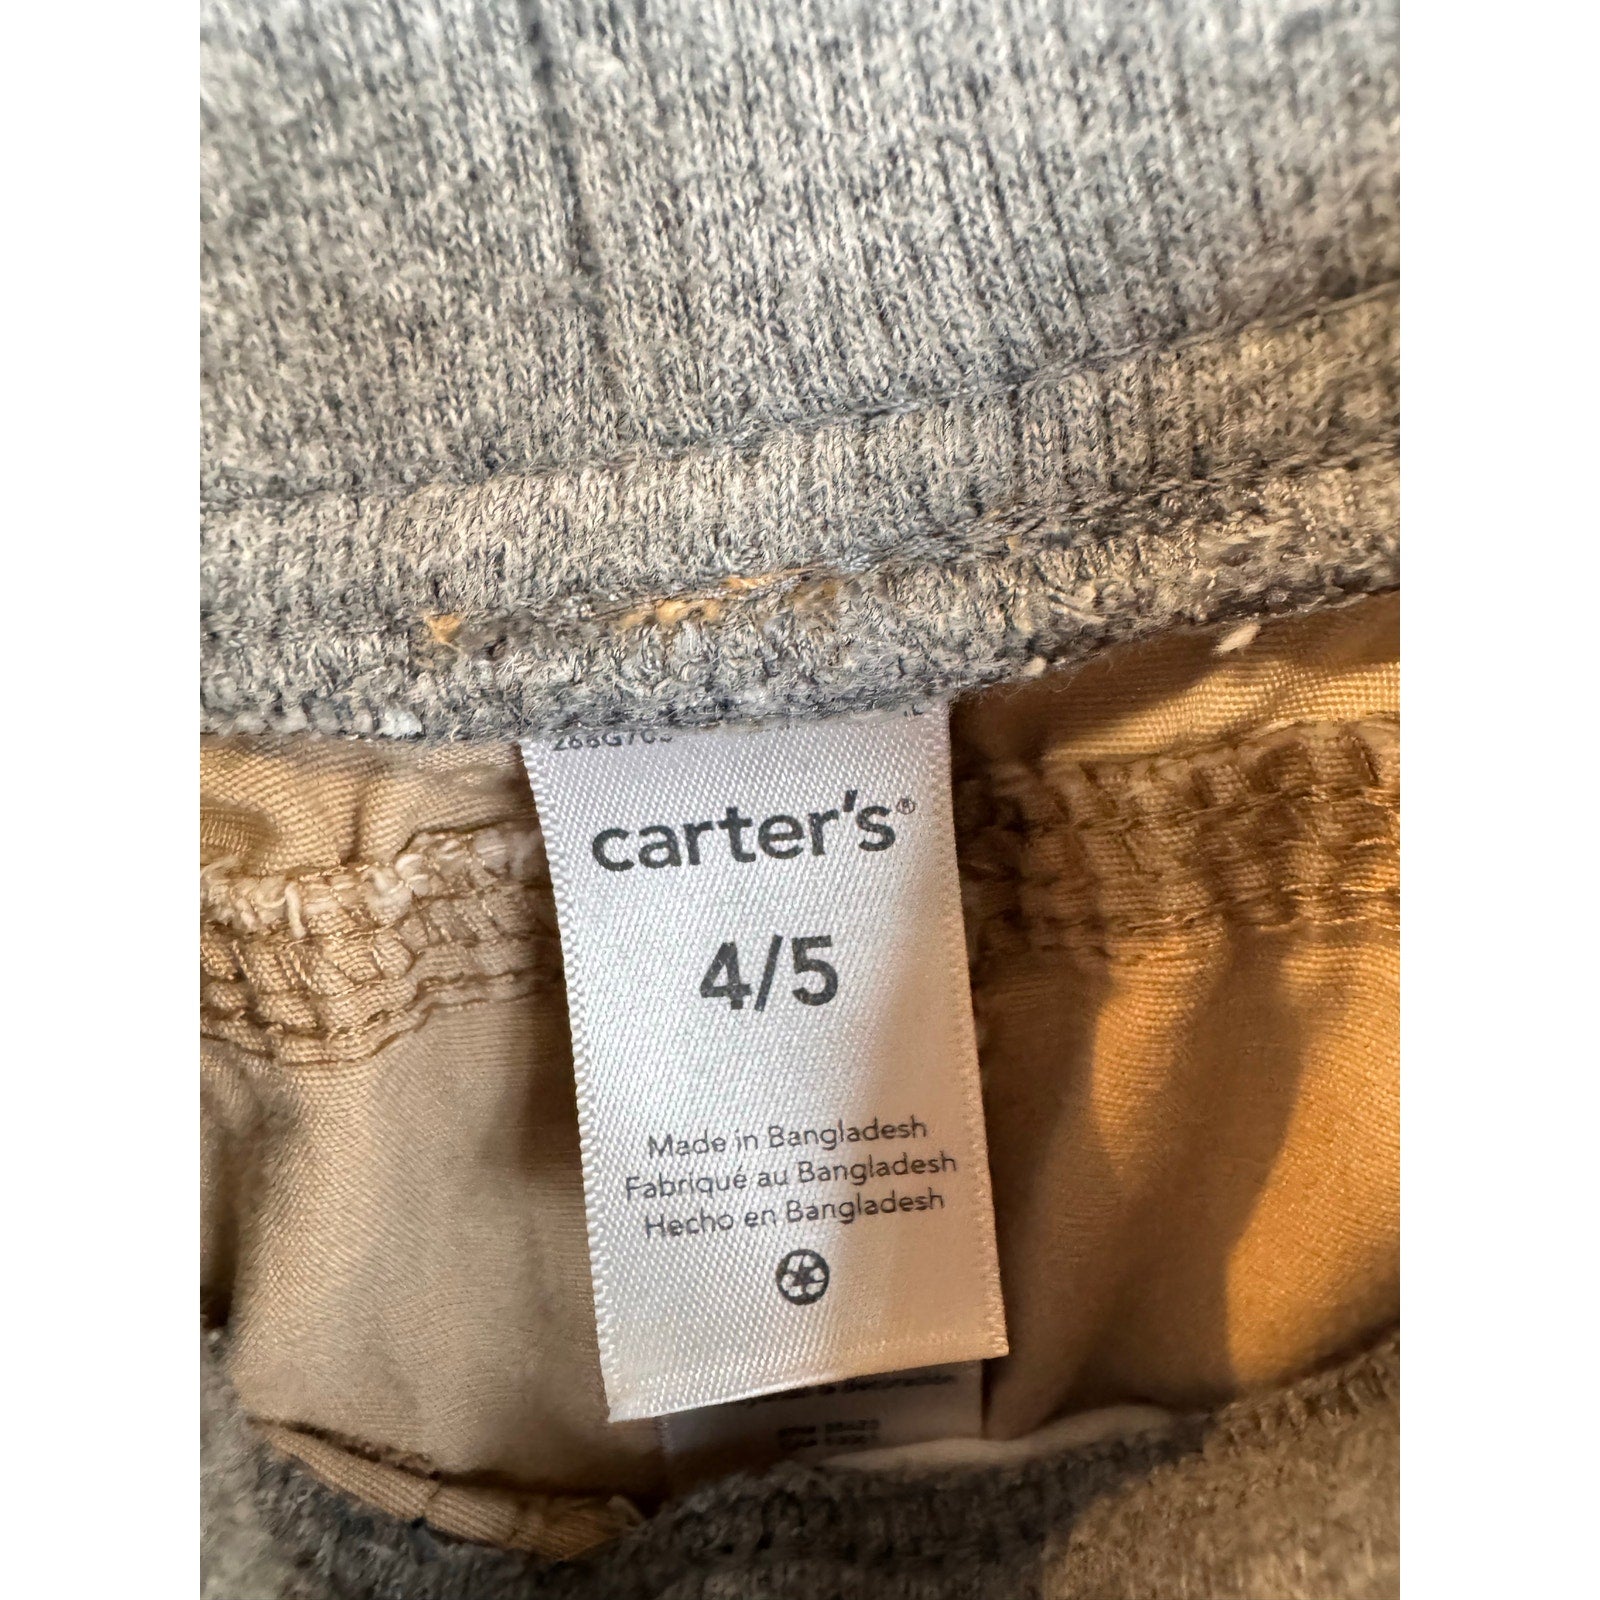 carter's®
4/5
Made in Bangladesh
Fabriqué au Bangladesh
Hecho en Bangladesh